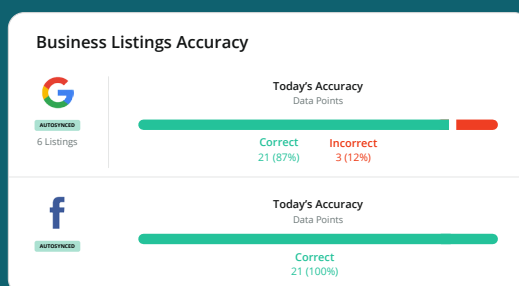 Business Listings Accuracy
AUTOSYNCED
6 Listings
Today's Accuracy
Data Points
Correct
21 (87%)
Incorrect
3 (12%)
AUTOSYNCED
Today's Accuracy
Data Points
Correct
21 (100%)